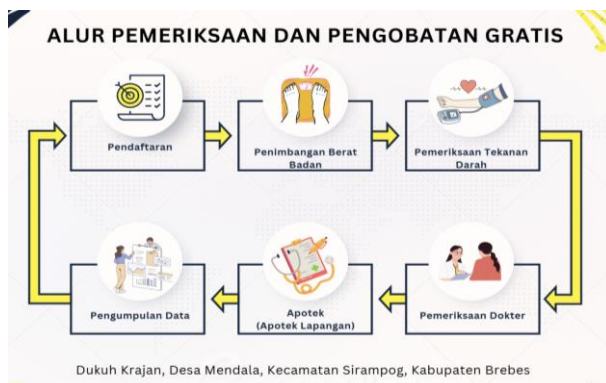 ALUR PEMERIKSAAN DAN PENGOBATAN GRATIS
Pendaftaran
Penimbangan Berat
Badan
Pemeriksaan Tekanan
Darah
Pengumpulan Data
Apotek
(Apotek Lapangan)
Pemeriksaan Dokter
Dukuh Krajan, Desa Mendala, Kecamatan Sirampog, Kabupaten Brebes